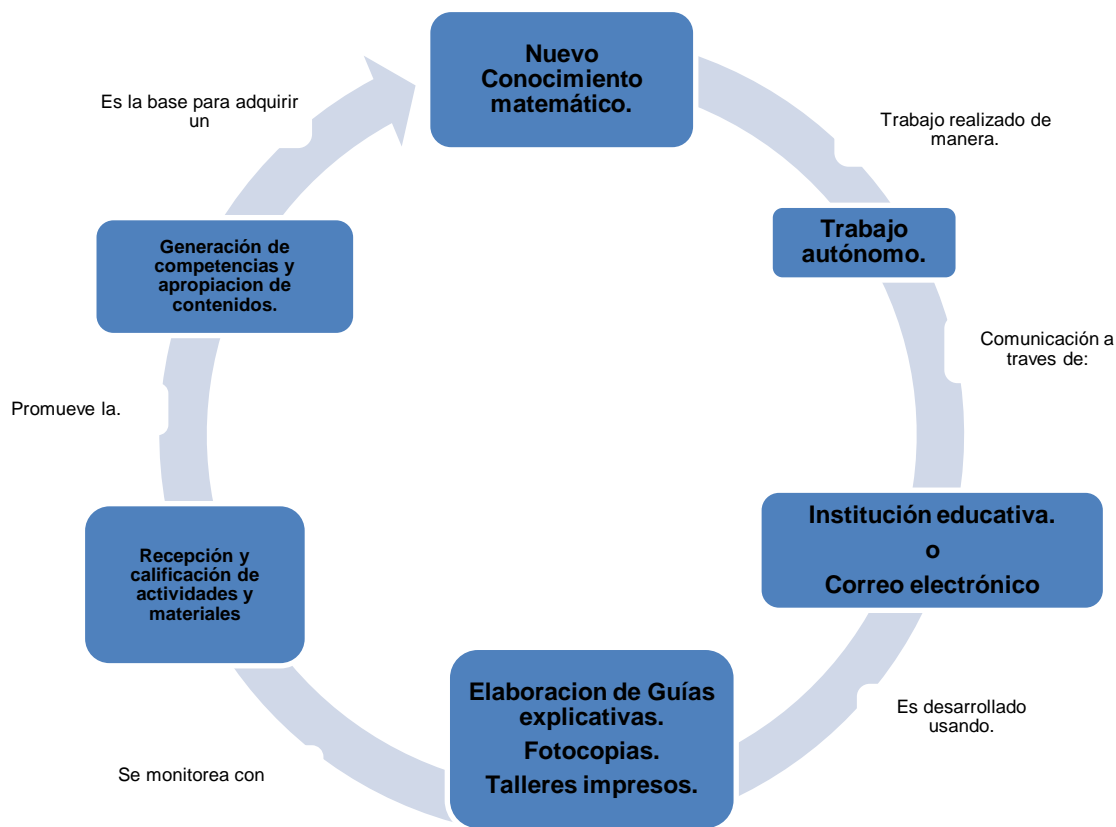 Nuevo
Conocimiento
matemático.
Trabajo realizado de
manera.
Trabajo
autónomo.
Comunicación a
traves de:
Institución educativa.
o
Correo electrónico
Es desarrollado
usando.
Elaboracion de Guías
explicativas.
Fotocopias.
Talleres impresos.
Se monitorea con
Recepción y
calificación de
actividades y
materiales
Promueve la.
Generación de
competencias y
apropiacion de
contenidos.
Es la base para adquirir
un